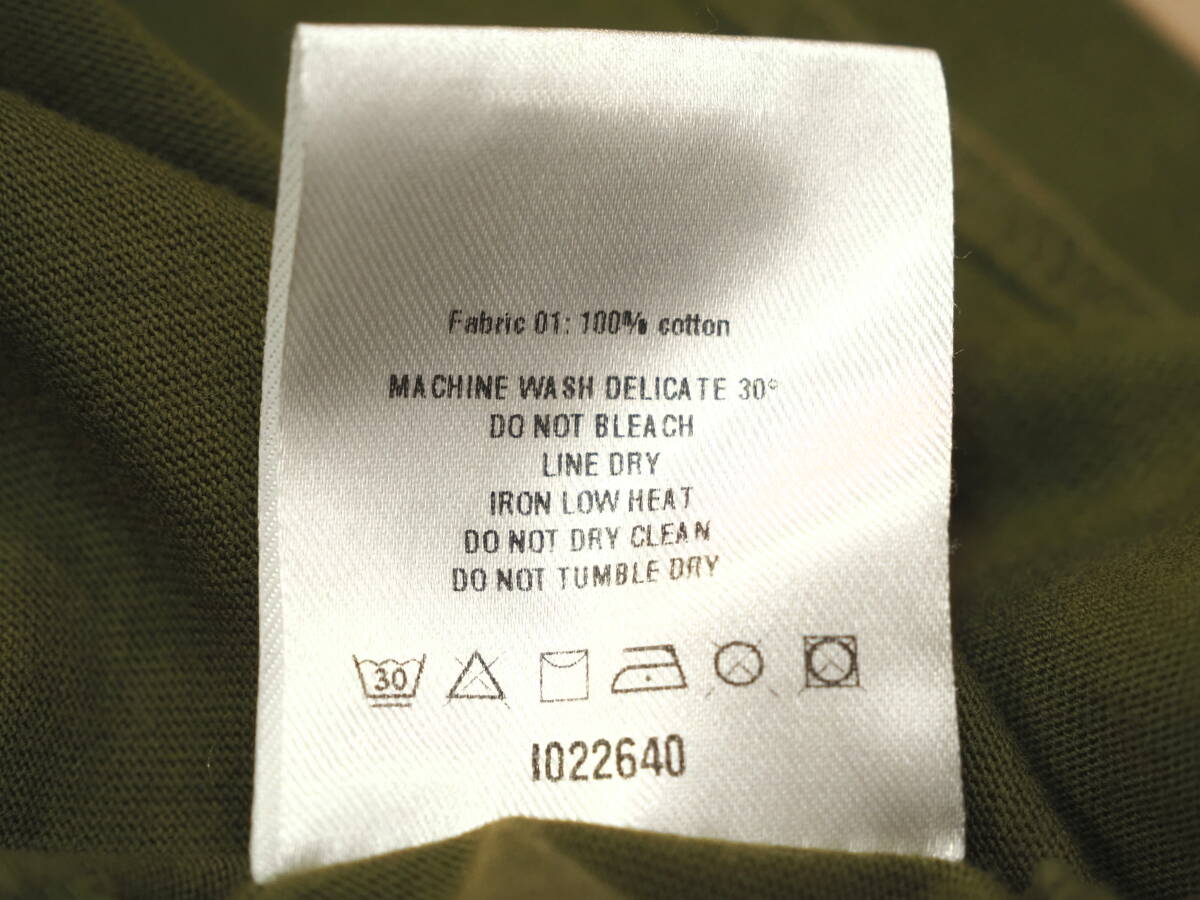 Fabric 01: 100% cotton
MACHINE WASH DELICATE 30°
DO NOT BLEACH
LINE DRY
IRON LOW HEAT
DO NOT DRY CLEAN
DO NOT TUMBLE DRY
30
I022640